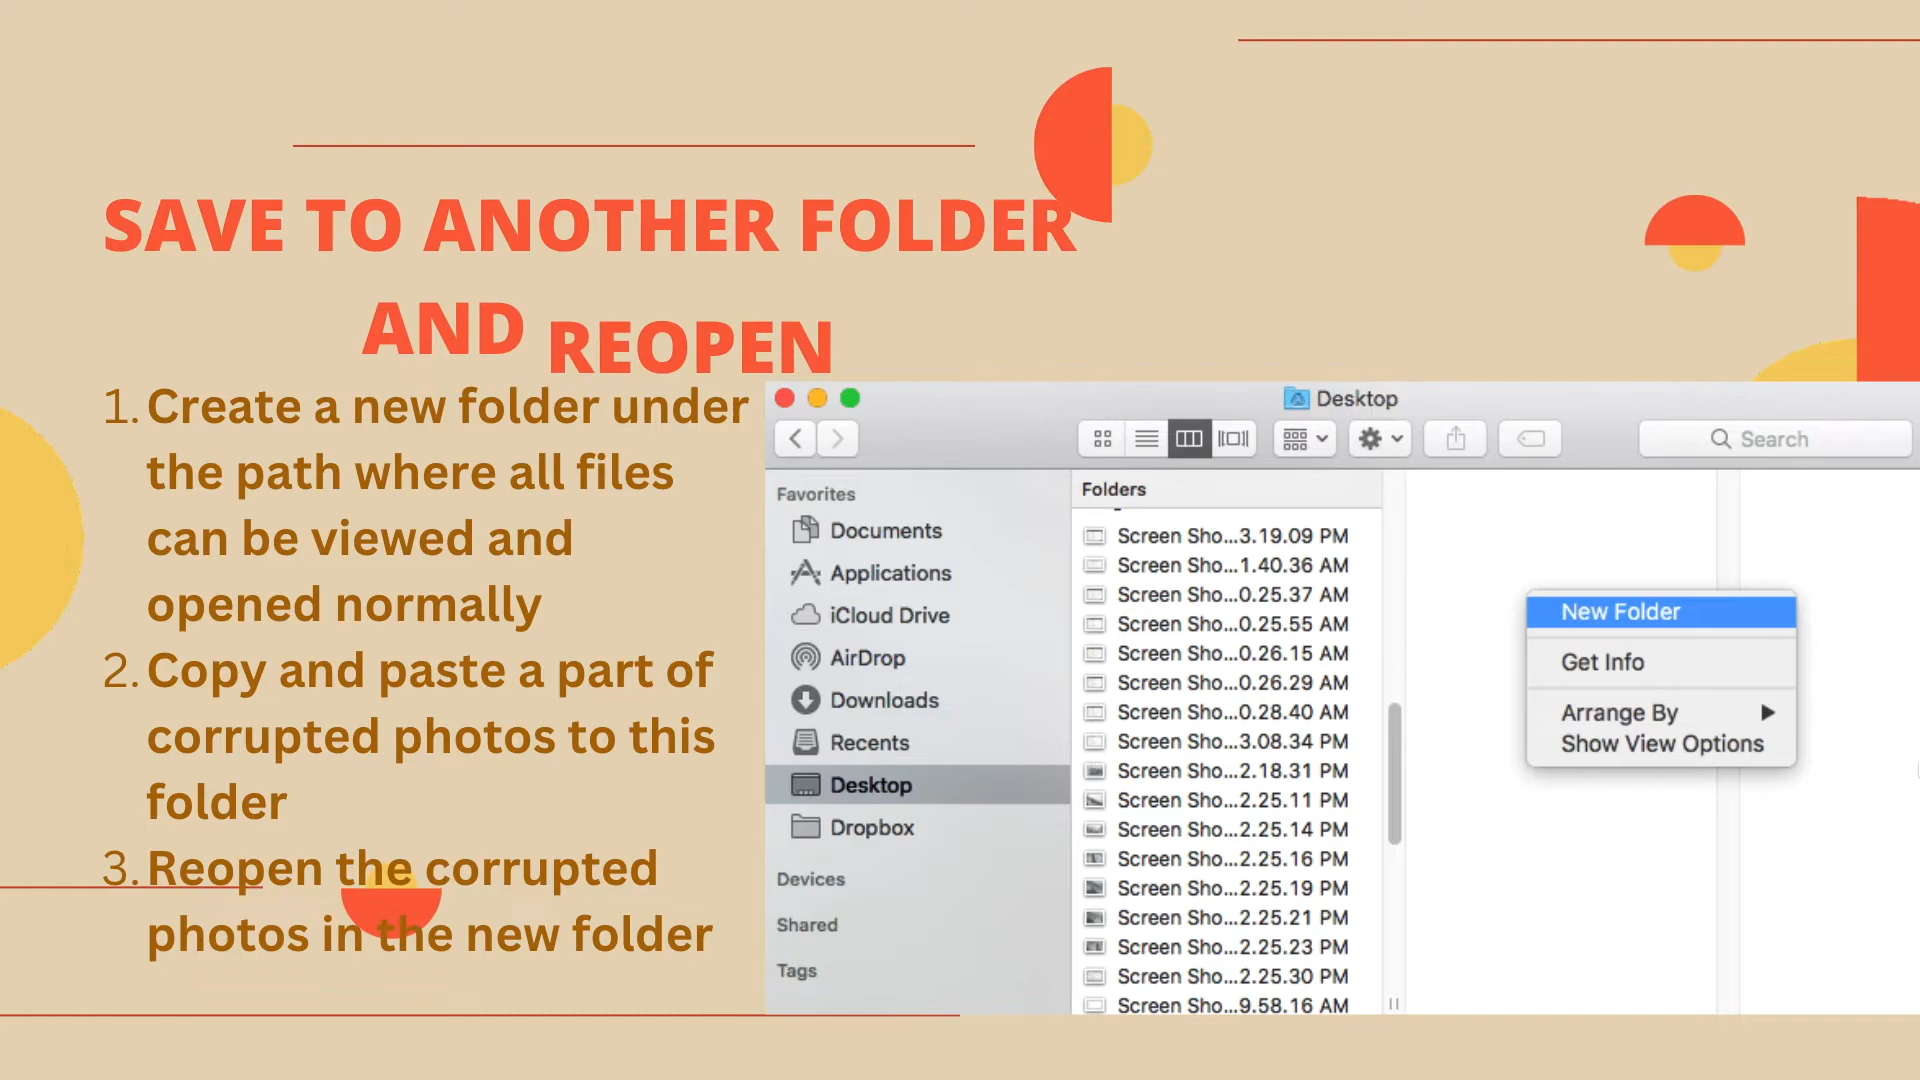 SAVE TO ANOTHER FOLDER
AND REOPEN
1. Create a new folder under
the path where all files
can be viewed and
opened normally
2. Copy and paste a part of
corrupted photos to this
folder
3. Reopen the corrupted
photos in the new folder
Desktop
Search
Favorites
Documents
Applications
iCloud Drive
AirDrop
Downloads
Recents
Desktop
Dropbox
Devices
Shared
Tags
Folders
Screen Sho...3.19.09 PM
Screen Sho...1.40.36 AM
Screen Sho...0.25.37 AM
Screen Sho...0.25.55 AM
Screen Sho...0.26.15 AM
Screen Sho...0.26.29 AM
Screen Sho...0.28.40 AM
Screen Sho...3.08.34 PM
Screen Sho...2.18.31 PM
Screen Sho...2.25.11 PM
Screen Sho...2.25.14 PM
Screen Sho...2.25.16 PM
Screen Sho...2.25.19 PM
Screen Sho...2.25.21 PM
Screen Sho...2.25.23 PM
Screen Sho...2.25.30 PM
Screen Sho...9.58.16 AM
New Folder
Get Info
Arrange By
Show View Options